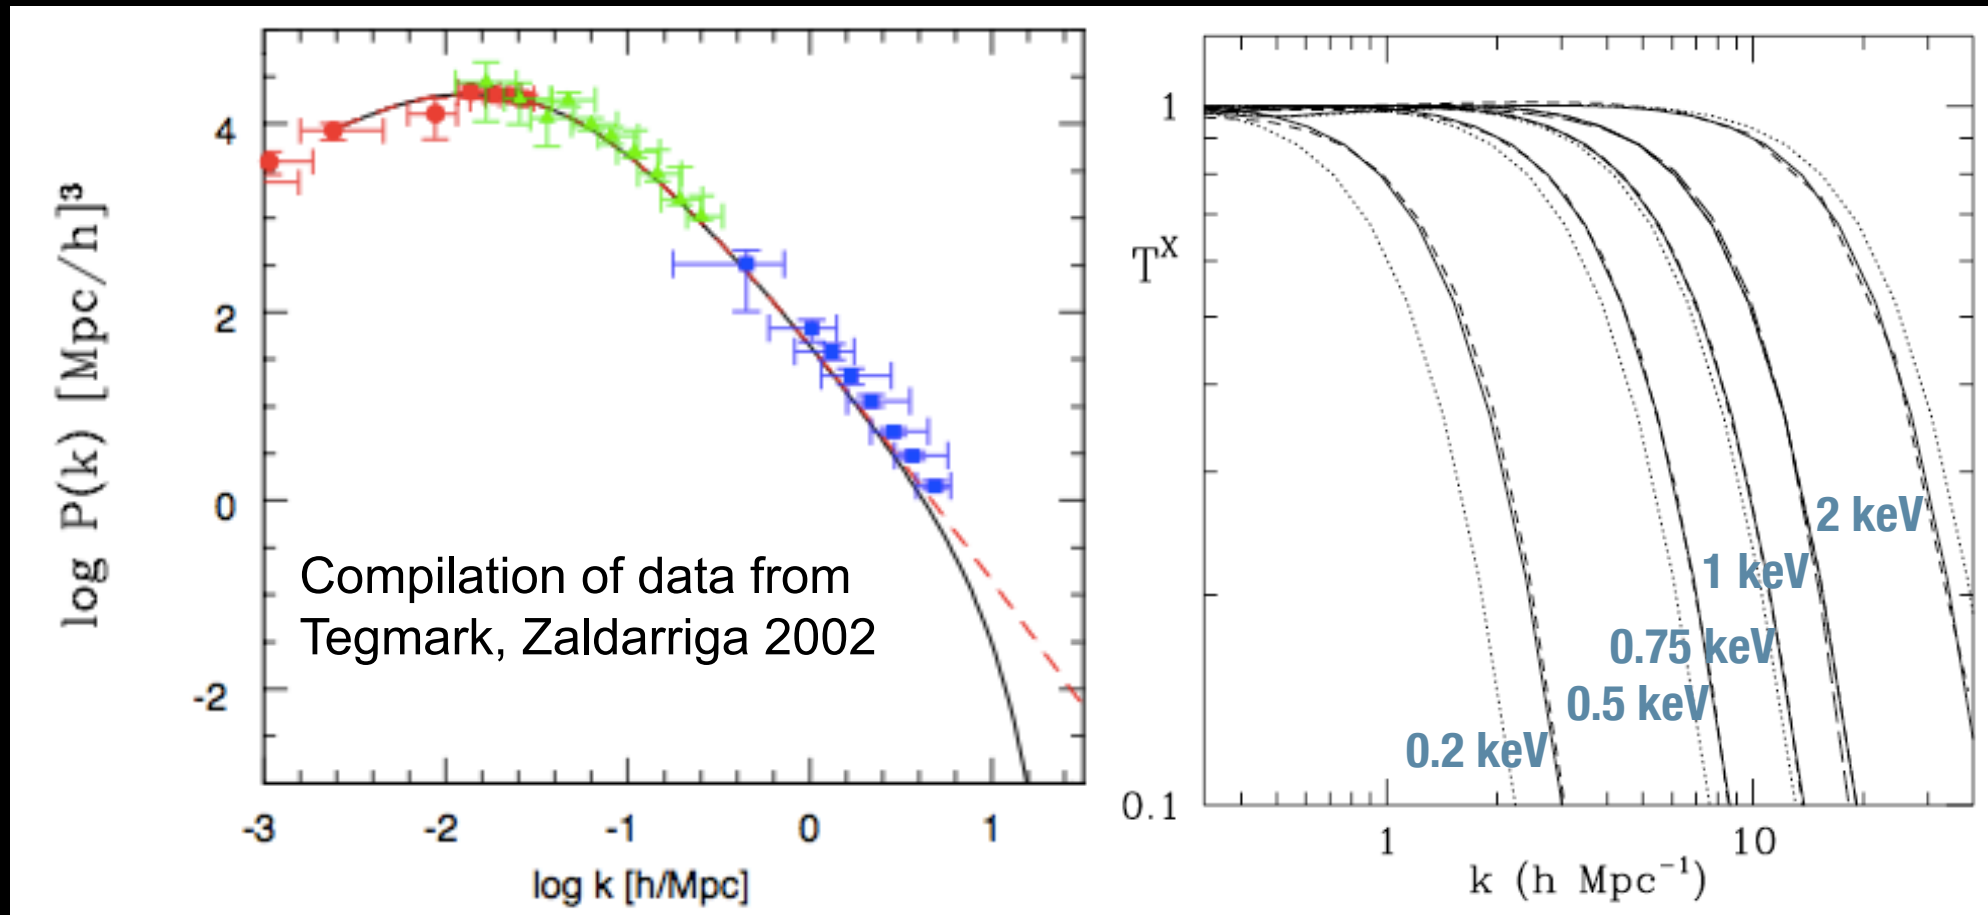 log P(k) [Mpc/h]³
4
2
0
-2
Compilation of data from
Tegmark, Zaldarriga 2002
-3 -2 -1 0 1
log k [h/Mpc]
1
Tˣ
0.1
2 keV
1 keV
0.75 keV
0.5 keV
0.2 keV
1 10
k (h Mpc⁻¹)